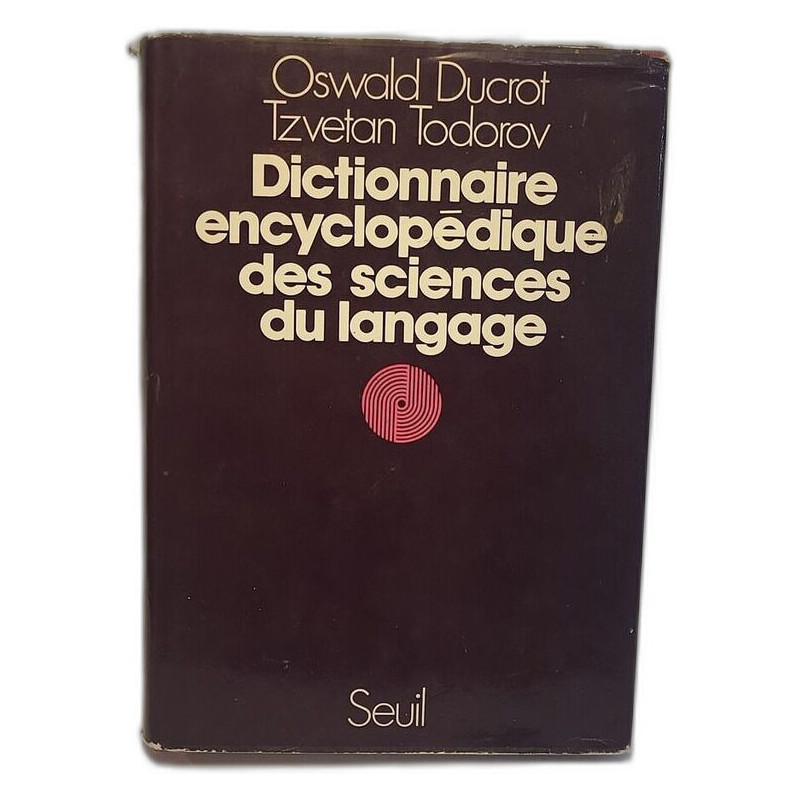 Oswald Ducrot
Tzvetan Todorov
Dictionnaire
encyclopédique
des sciences
du langage
Seuil